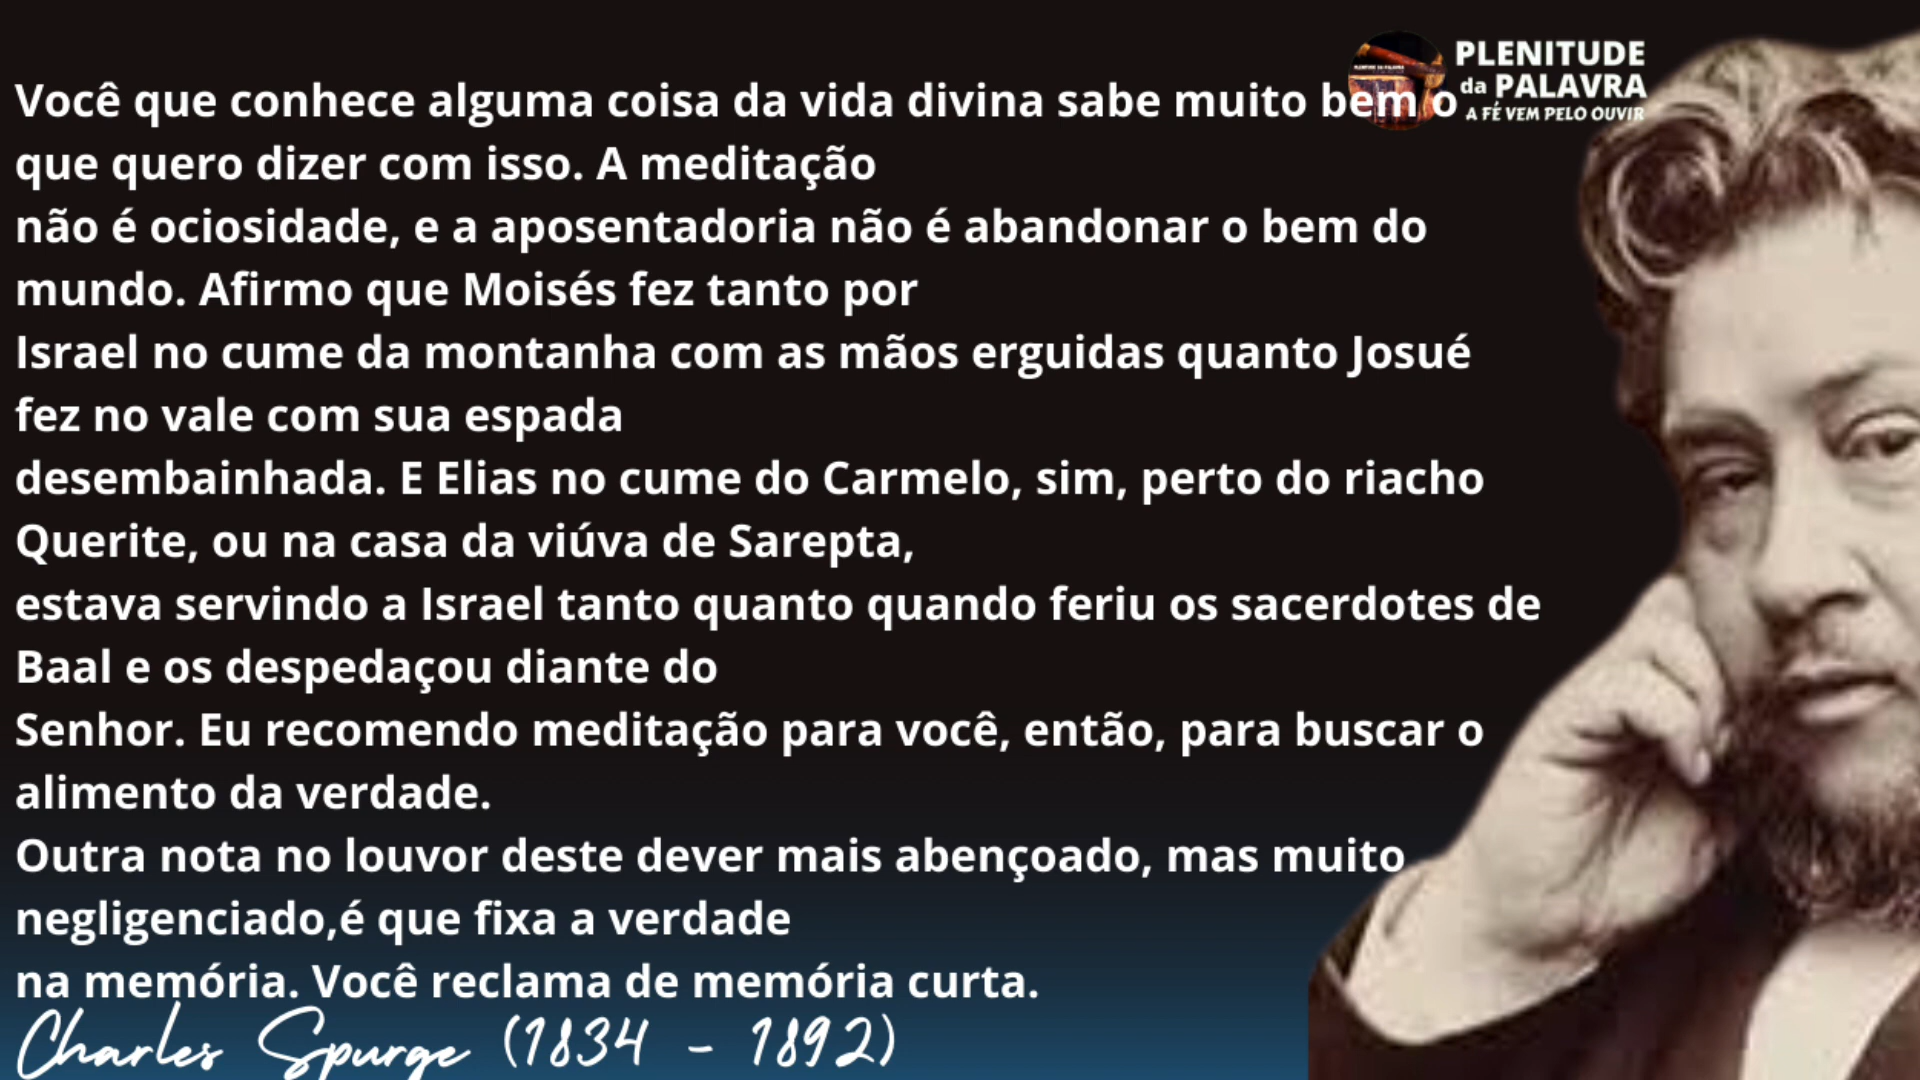 PLENITUDE
da PALAVRA
A FÉ VEM PELO OUVIR
Você que conhece alguma coisa da vida divina sabe muito bem o
que quero dizer com isso. A meditação
não é ociosidade, e a aposentadoria não é abandonar o bem do
mundo. Afirmo que Moisés fez tanto por
Israel no cume da montanha com as mãos erguidas quanto Josué
fez no vale com sua espada
desembainhada. E Elias no cume do Carmelo, sim, perto do riacho
Querite, ou na casa da viúva de Sarepta,
estava servindo a Israel tanto quanto quando feriu os sacerdotes de
Baal e os despedaçou diante do
Senhor. Eu recomendo meditação para você, então, para buscar o
alimento da verdade.
Outra nota no louvor deste dever mais abençoado, mas muito
negligenciado,é que fixa a verdade
na memória. Você reclama de memória curta.
Charles Spurge (1834 - 1892)